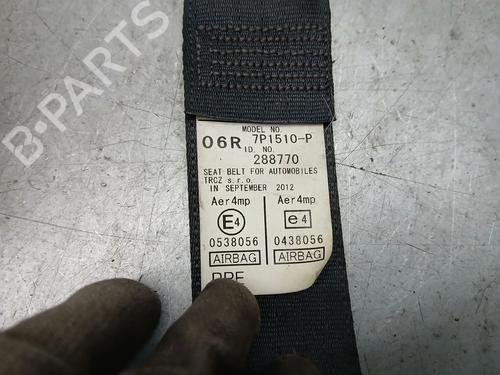 B-PARTS
MODEL NO.
06R 7P1510-P
ID. NO.
288770
SEAT BELT FOR AUTOMOBILES
TRCZ s.r.o.
IN SEPTEMBER 2012
Aer4mp Aer4mp
E4 e4
0538056 0438056
AIRBAG AIRBAG